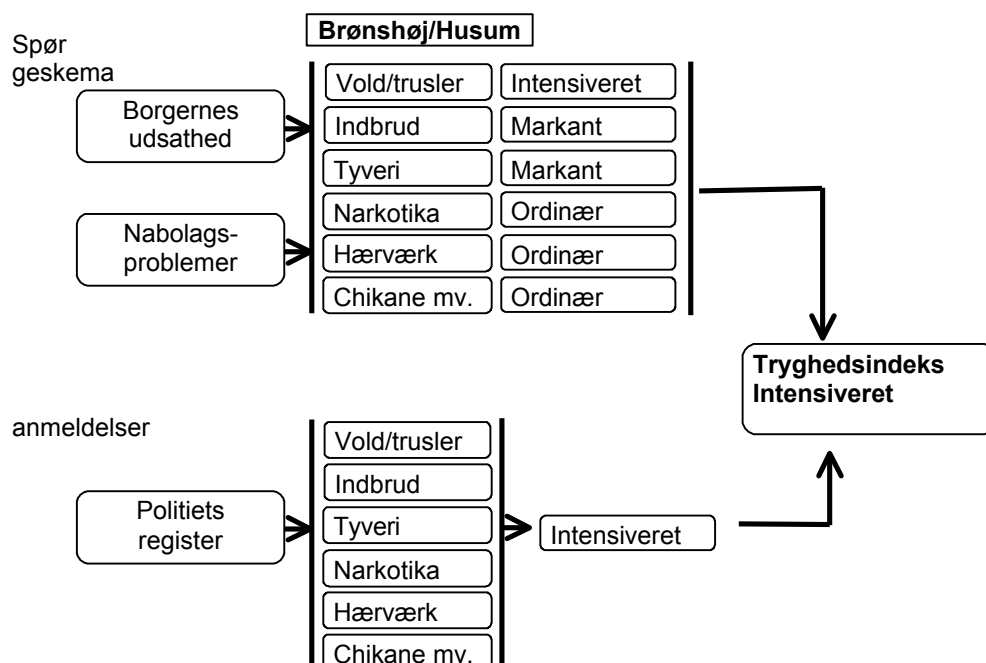 Brønshøj/Husum
Spør
geskema
Borgernes
udsathed
Nabolags-
problemer
Vold/trusler Intensiveret
Indbrud Markant
Tyveri Markant
Narkotika Ordinær
Hærværk Ordinær
Chikane mv. Ordinær
Tryghedsindeks
Intensiveret
anmeldelser
Politiets
register
Vold/trusler
Indbrud
Tyveri
Narkotika
Hærværk
Chikane mv.
Intensiveret